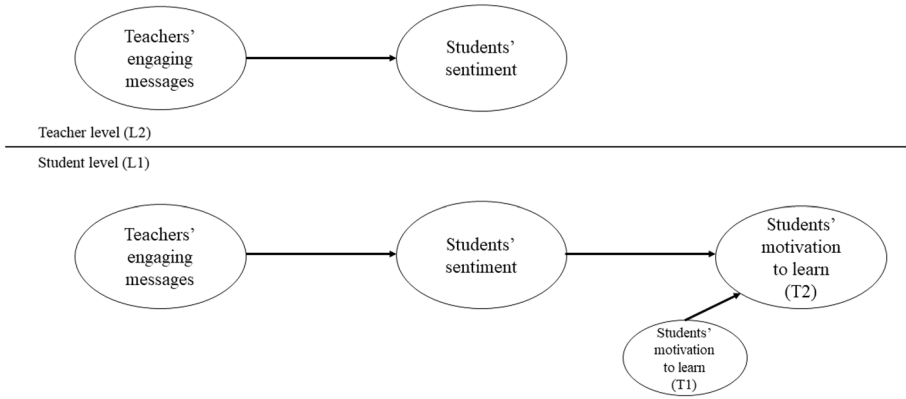 Teachers’
engaging
messages
Students’
sentiment
Teacher level (L2)
Student level (L1)
Teachers’
engaging
messages
Students’
sentiment
Students’
motivation
to learn
(T2)
Students’
motivation
to learn
(T1)